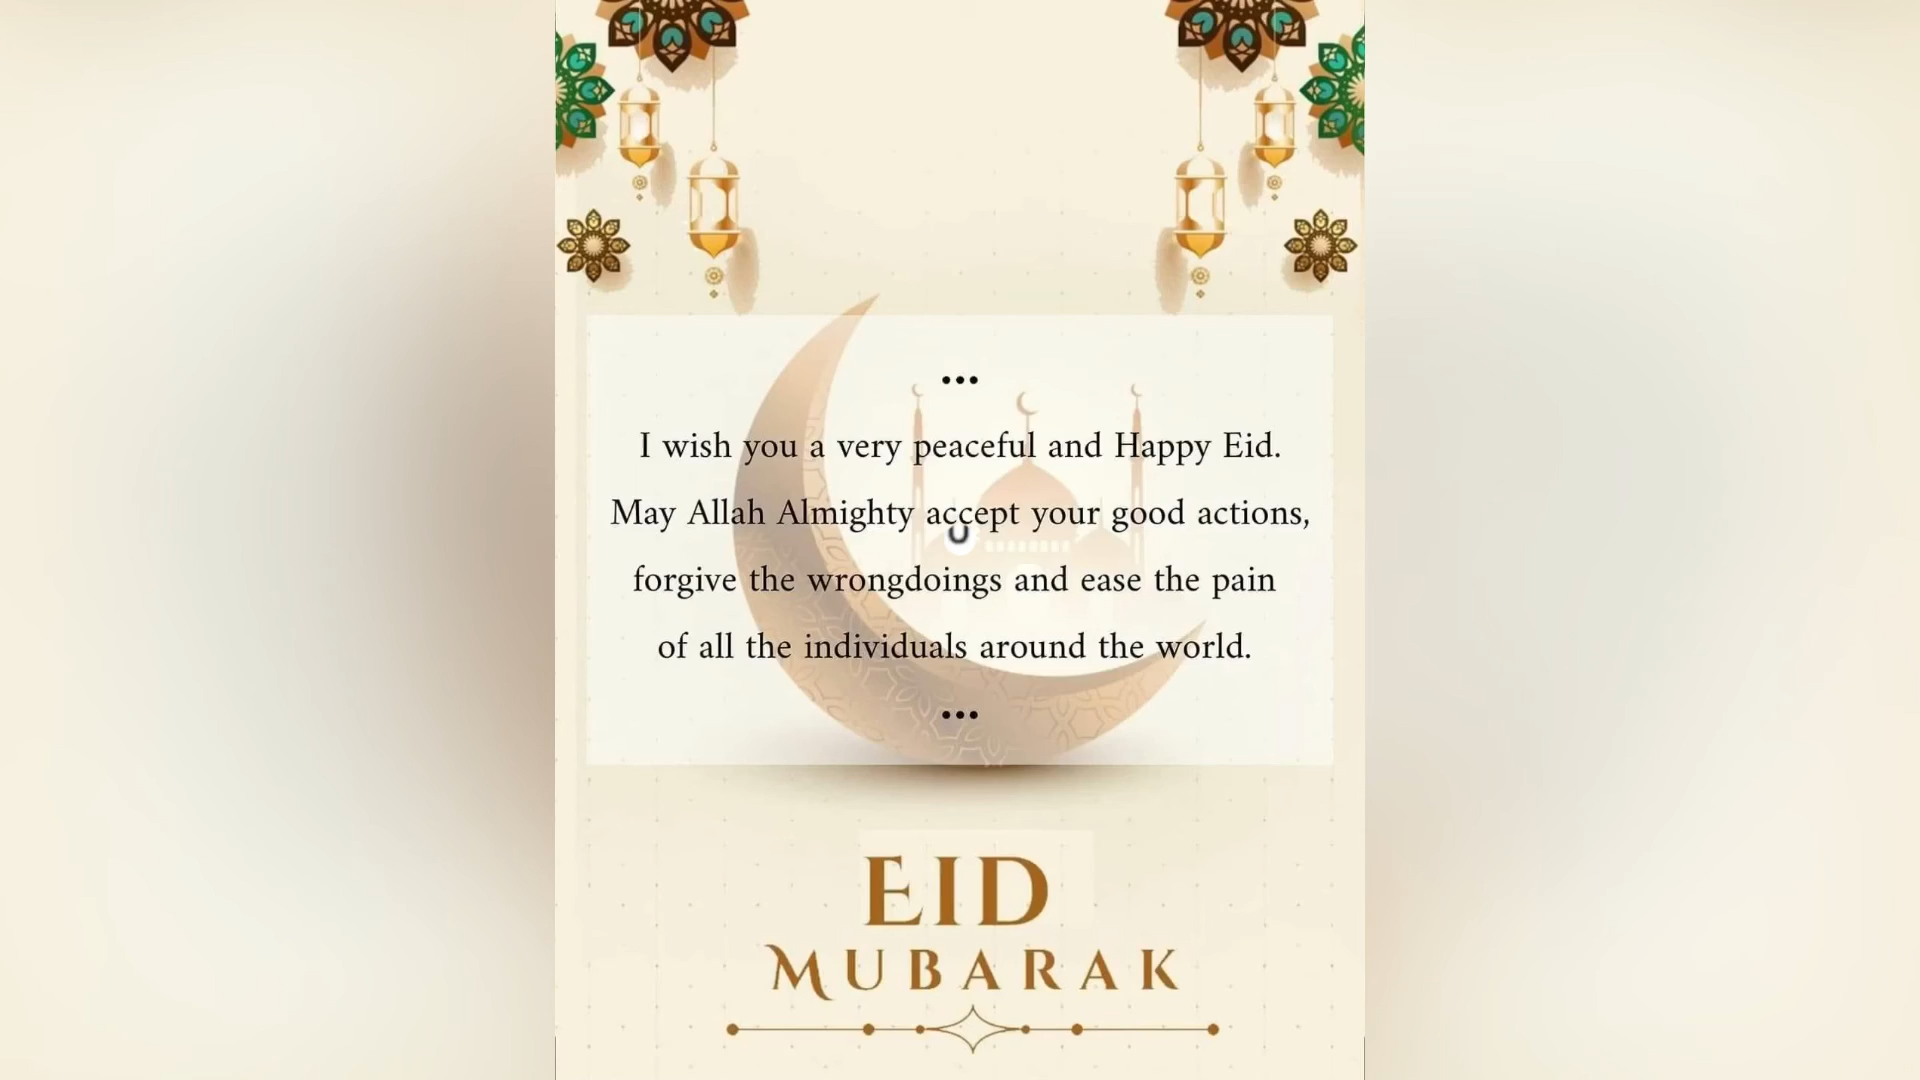 •••
I wish you a very peaceful and Happy Eid.
May Allah Almighty accept your good actions,
forgive the wrongdoings and ease the pain
of all the individuals around the world.
•••
EID
MUBARAK